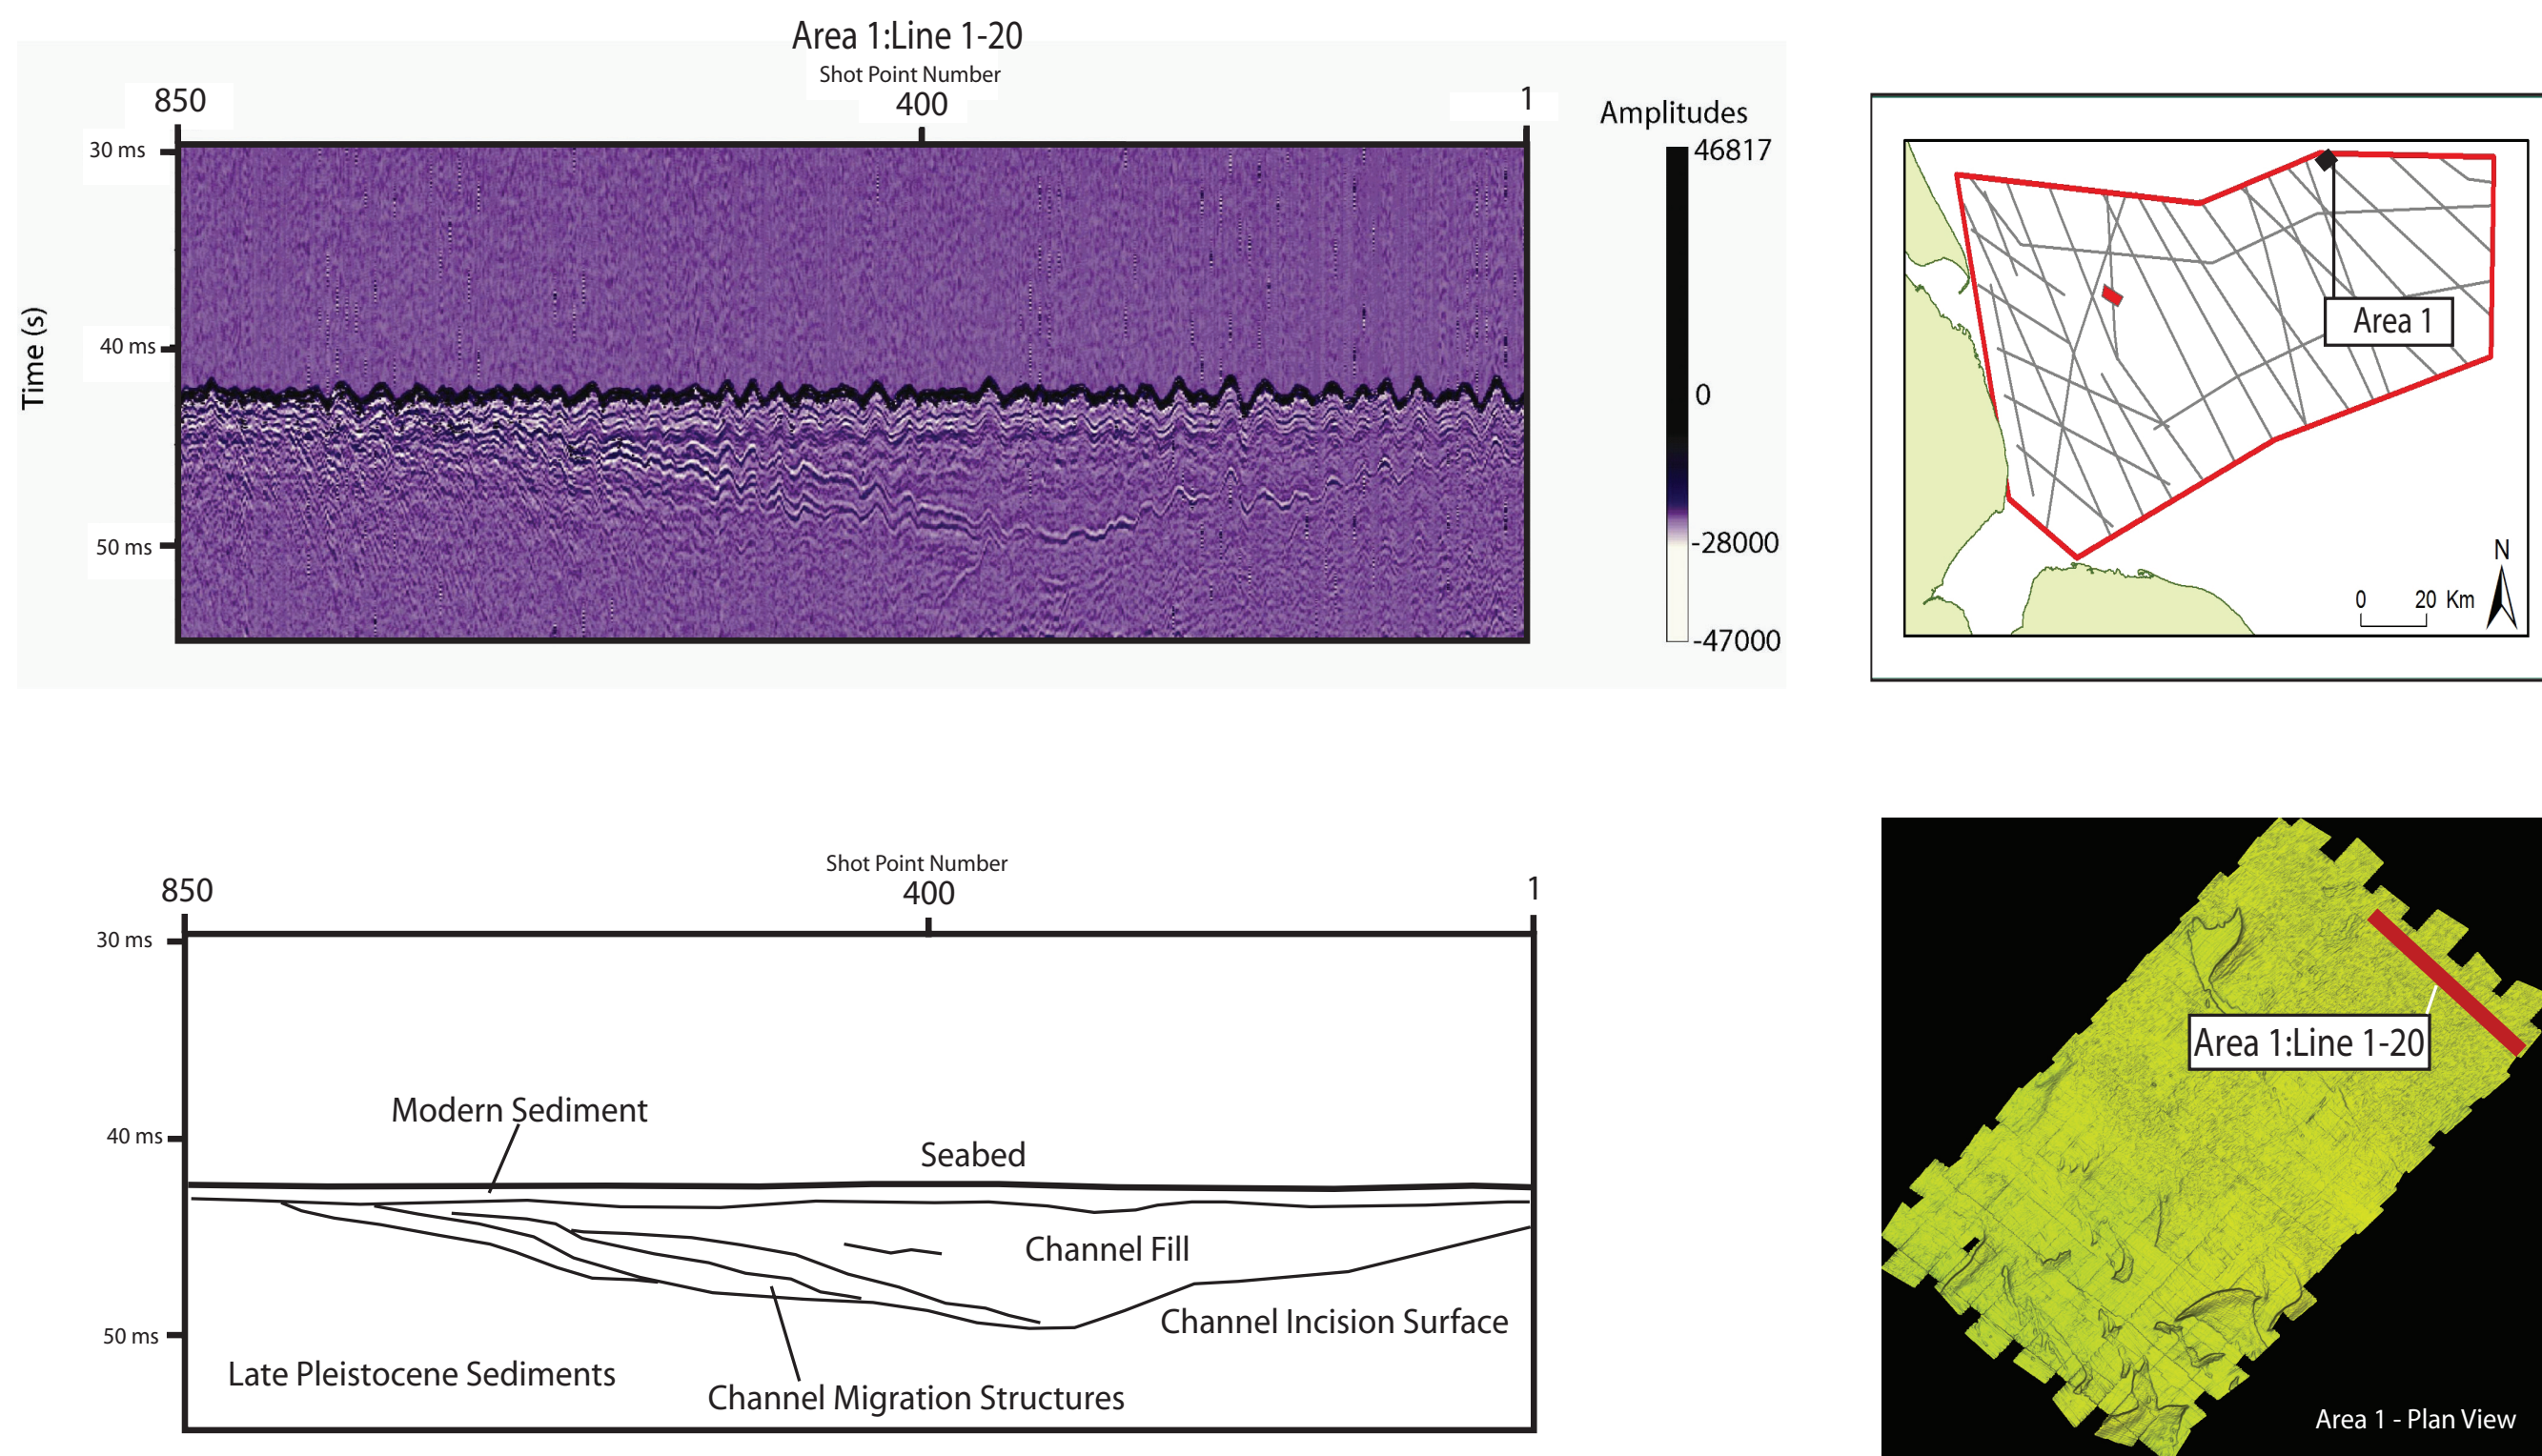 Area 1:Line 1-20
Shot Point Number
850
400
1
30 ms
40 ms
50 ms
Time (s)
Amplitudes
46817
0
-28000
-47000
Area 1
N
0 20 Km
Shot Point Number
850
400
1
30 ms
40 ms
50 ms
Modern Sediment
Seabed
Channel Fill
Channel Incision Surface
Late Pleistocene Sediments
Channel Migration Structures
Area 1:Line 1-20
Area 1 - Plan View